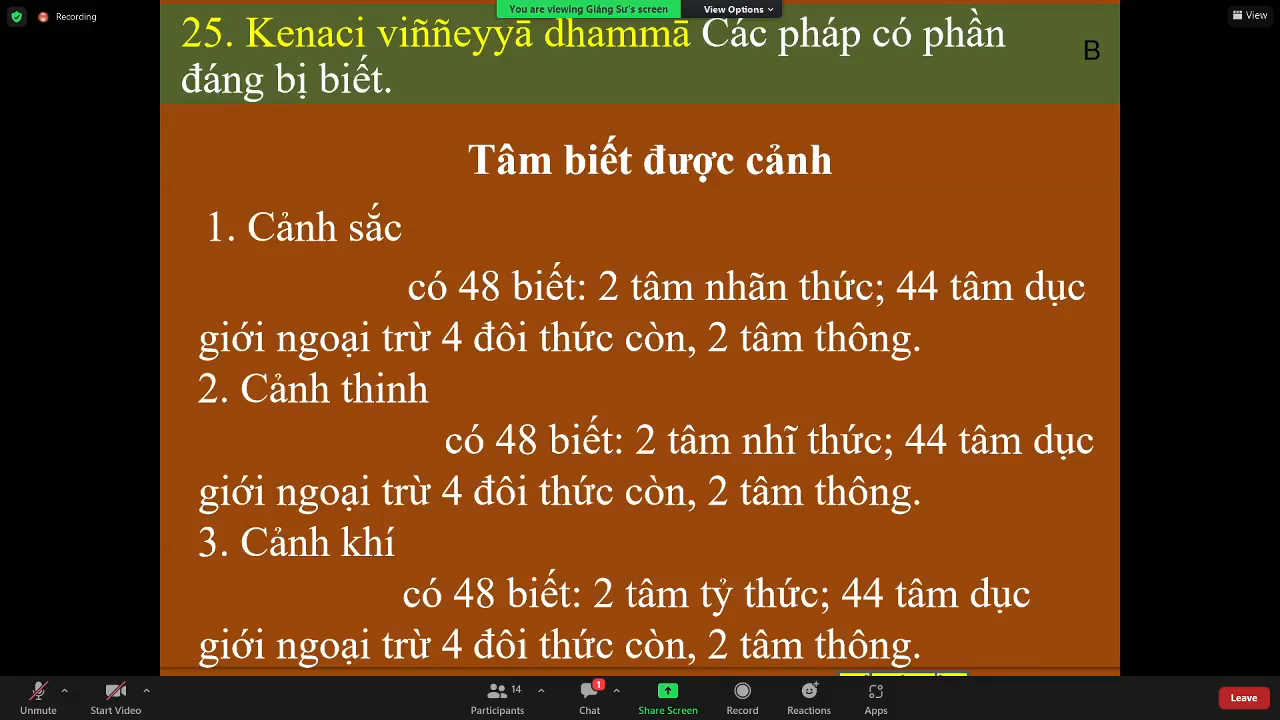 Recording
You are viewing Giảng Sư's screen
View Options
View
25. Kenaci viññeyyā dhammā Các pháp có phần
đáng bị biết.
B
Tâm biết được cảnh
1. Cảnh sắc
có 48 biết: 2 tâm nhãn thức; 44 tâm dục
giới ngoại trừ 4 đôi thức còn, 2 tâm thông.
2. Cảnh thinh
có 48 biết: 2 tâm nhĩ thức; 44 tâm dục
giới ngoại trừ 4 đôi thức còn, 2 tâm thông.
3. Cảnh khí
có 48 biết: 2 tâm tỷ thức; 44 tâm dục
giới ngoại trừ 4 đôi thức còn, 2 tâm thông.
Unmute
Start Video
Participants
14
Chat
1
Share Screen
Record
Reactions
Apps
Leave